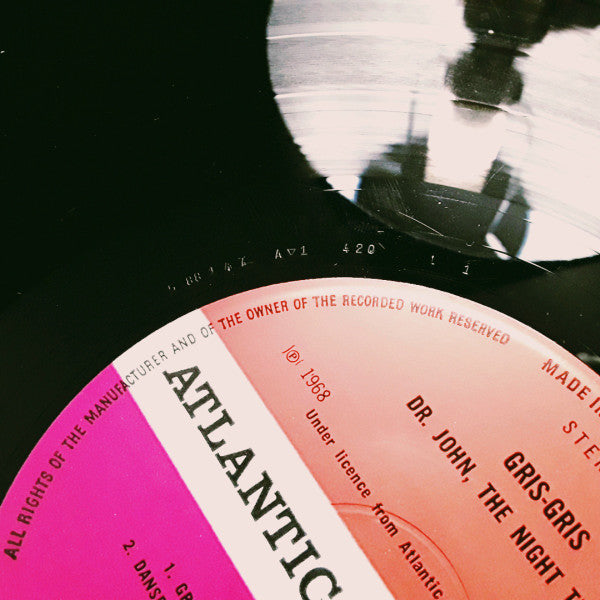 A▽1 420
ALL RIGHTS OF THE MANUFACTURER AND OF THE OWNER OF THE RECORDED WORK RESERVED
MADE IN
STE
ATLANTIC
℗ 1968
Under licence from Atlantic
GRIS-GRIS
DR. JOHN, THE NIGHT T
1. GR
2. DANSE